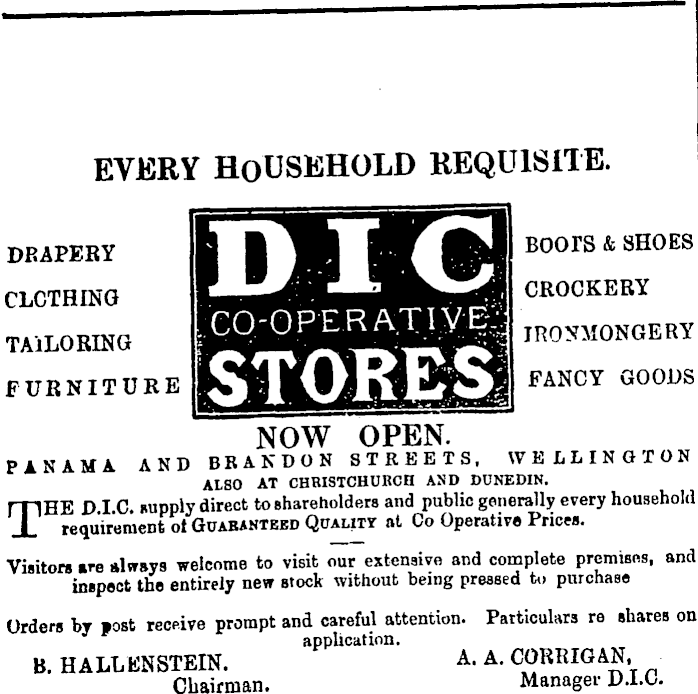 EVERY HOUSEHOLD REQUISITE.
DRAPERY
CLOTHING
TAILORING
FURNITURE
DIC
CO-OPERATIVE
STORES
BOOTS & SHOES
CROCKERY
IRONMONGERY
FANCY GOODS
NOW OPEN.
PANAMA AND BRANDON STREETS, WELLINGTON
ALSO AT CHRISTCHURCH AND DUNEDIN.
THE D.I.C. supply direct to shareholders and public generally every household
requirement of GUARANTEED QUALITY at Co Operative Prices.
Visitors are always welcome to visit our extensive and complete premises, and
inspect the entirely new stock without being pressed to purchase
Orders by post receive prompt and careful attention. Particulars re shares on
application.
B. HALLENSTEIN.
Chairman.
A. A. CORRIGAN,
Manager D.I.C.